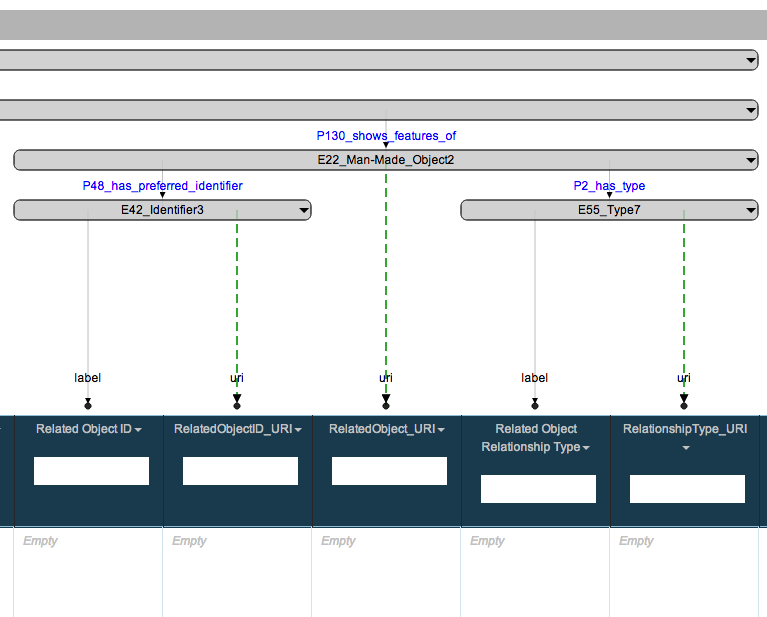 P130_shows_features_of
E22_Man-Made_Object2
P48_has_preferred_identifier
P2_has_type
E42_Identifier3
E55_Type7
label
uri
uri
label
uri
Related Object ID
RelatedObjectID_URI
RelatedObject_URI
Related Object
Relationship Type
RelationshipType_URI
Empty
Empty
Empty
Empty
Empty